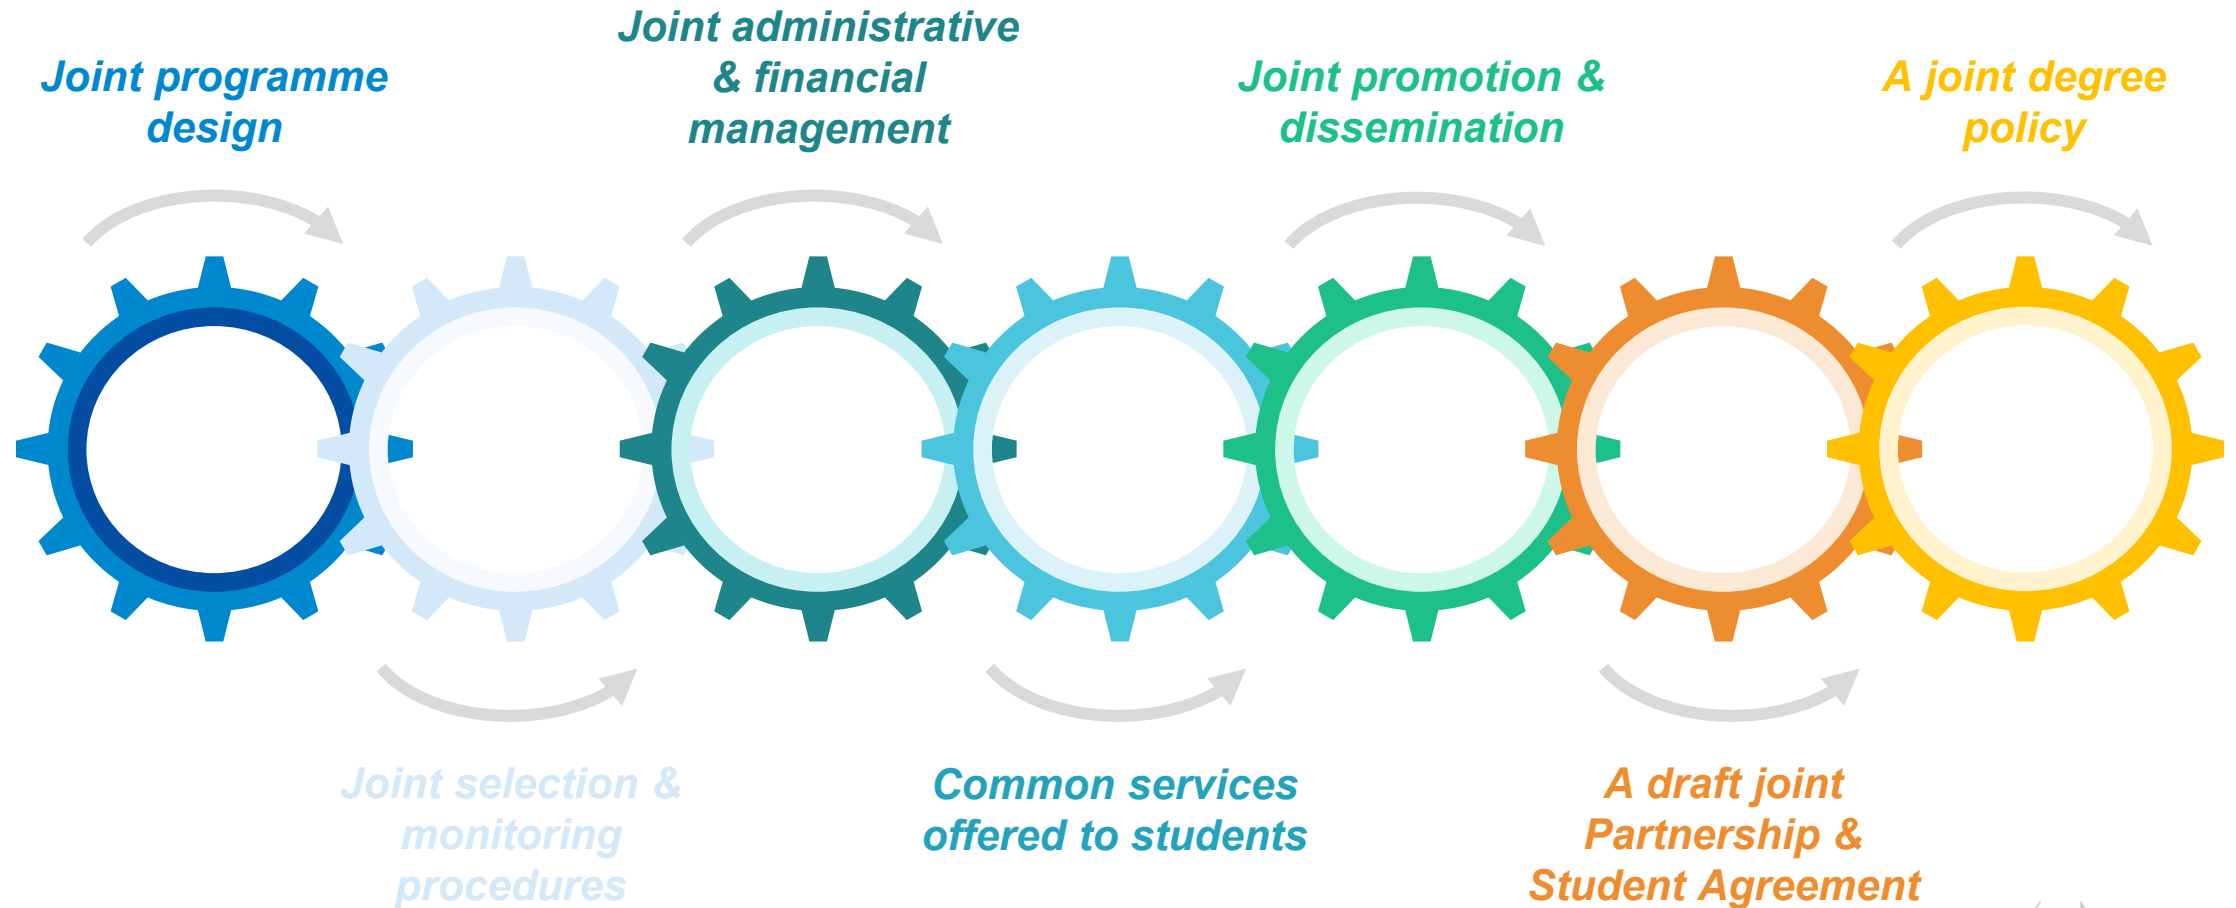 Joint programme
design
Joint administrative
& financial
management
Joint promotion &
dissemination
A joint degree
policy
Joint selection &
monitoring
procedures
Common services
offered to students
A draft joint
Partnership &
Student Agreement